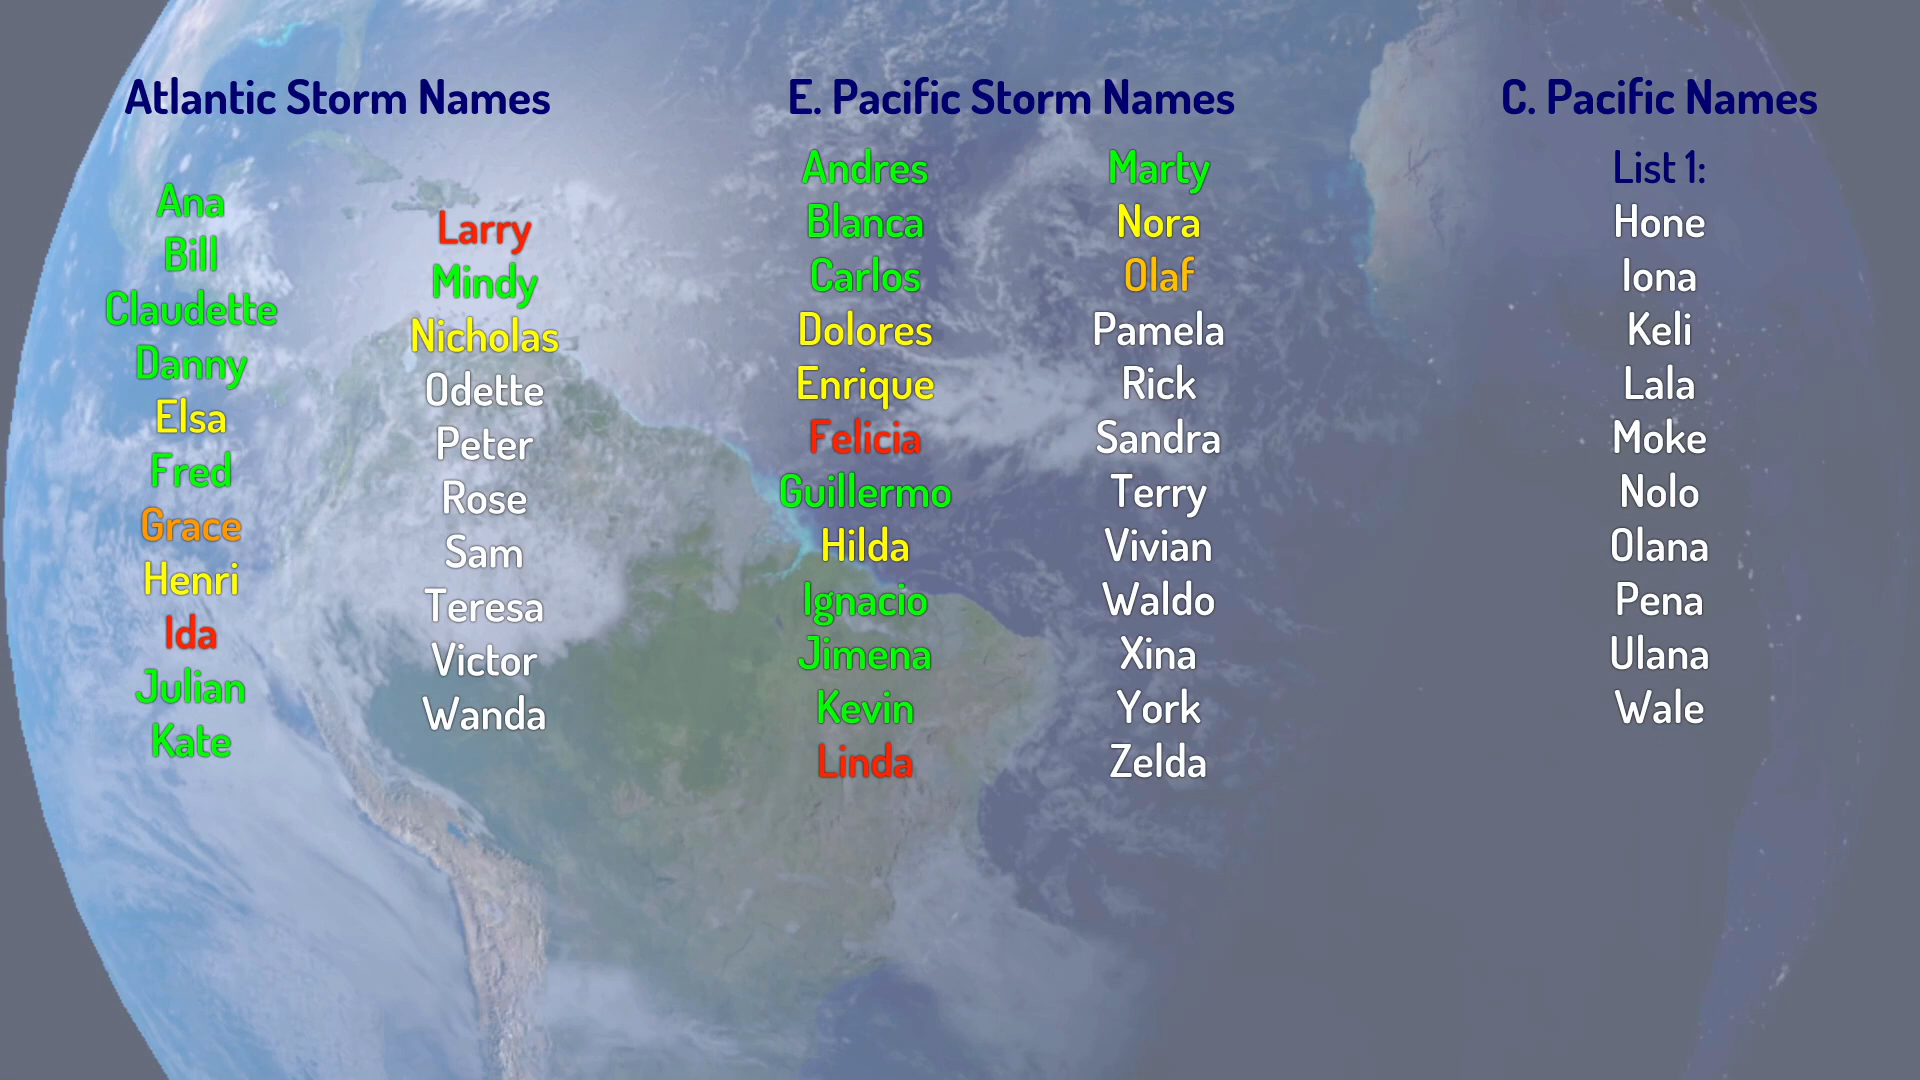 Atlantic Storm Names
Ana
Bill
Claudette
Danny
Elsa
Fred
Grace
Henri
Ida
Julian
Kate
Larry
Mindy
Nicholas
Odette
Peter
Rose
Sam
Teresa
Victor
Wanda
E. Pacific Storm Names
Andres
Blanca
Carlos
Dolores
Enrique
Felicia
Guillermo
Hilda
Ignacio
Jimena
Kevin
Linda
Marty
Nora
Olaf
Pamela
Rick
Sandra
Terry
Vivian
Waldo
Xina
York
Zelda
C. Pacific Names
List 1:
Hone
Iona
Keli
Lala
Moke
Nolo
Olana
Pena
Ulana
Wale